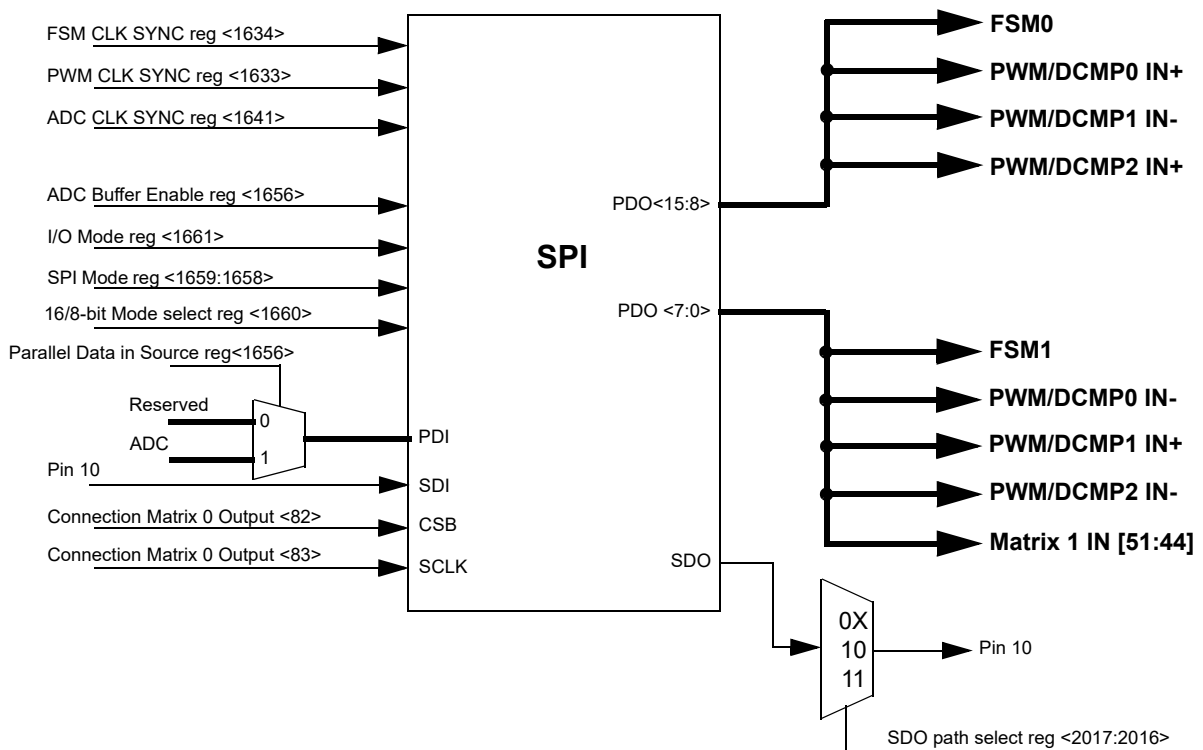 FSM CLK SYNC reg <1634>
PWM CLK SYNC reg <1633>
ADC CLK SYNC reg <1641>
ADC Buffer Enable reg <1656>
I/O Mode reg <1661>
SPI Mode reg <1659:1658>
16/8-bit Mode select reg <1660>
Parallel Data in Source reg<1656>
Reserved
0
ADC
1
Pin 10
Connection Matrix 0 Output <82>
Connection Matrix 0 Output <83>
PDI
SDI
CSB
SCLK
SPI
PDO<15:8>
PDO <7:0>
SDO
FSM0
PWM/DCMP0 IN+
PWM/DCMP1 IN-
PWM/DCMP2 IN+
FSM1
PWM/DCMP0 IN-
PWM/DCMP1 IN+
PWM/DCMP2 IN-
Matrix 1 IN [51:44]
0X
10
11
Pin 10
SDO path select reg <2017:2016>